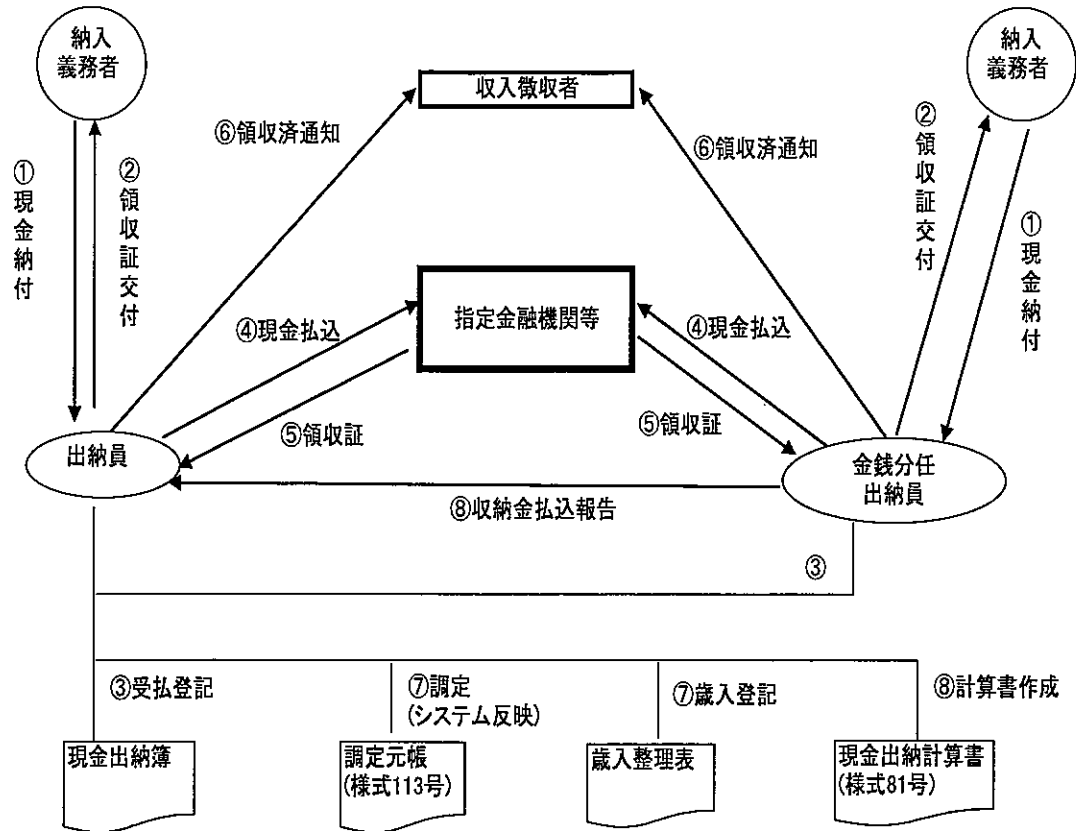 納入
義務者
納入
義務者
収入徴収者
⑥領収済通知
⑥領収済通知
①現金納付
②領収証交付
②領収証交付
①現金納付
指定金融機関等
④現金払込
④現金払込
⑤領収証
⑤領収証
出納員
金銭分任
出納員
⑧収納金払込報告
③
③受払登記
⑦調定
(システム反映)
⑦歳入登記
⑧計算書作成
現金出納簿
調定元帳
(様式113号)
歳入整理表
現金出納計算書
(様式81号)